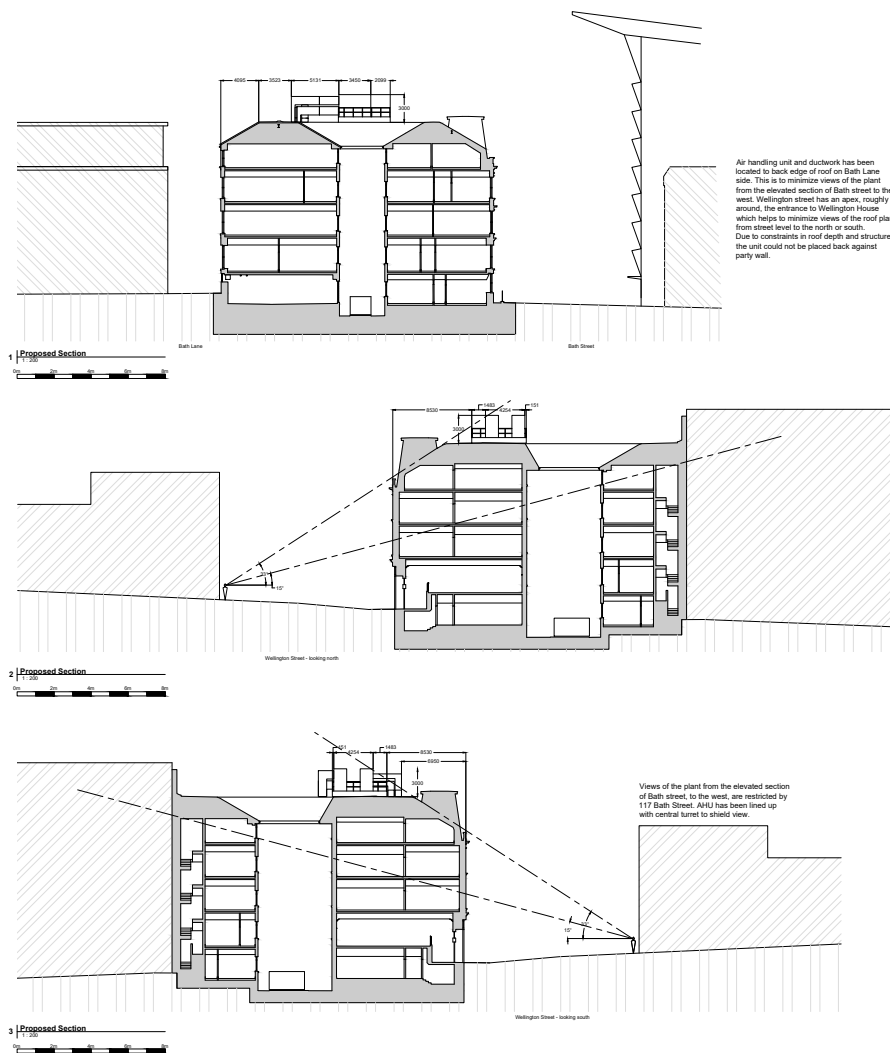 4095
3523
5131
3450
2099
3000
Air handling unit and ductwork has been
located to back edge of roof on Bath Lane
side. This is to minimize views of the plant
from the elevated section of Bath street to the
west. Wellington street has an apex, roughly
around, the entrance to Wellington House
which helps to minimize views of the roof plan
from street level to the north or south.
Due to constraints in roof depth and structure
the unit could not be placed back against
party wall.
Bath Lane
Bath Street
1 Proposed Section
1 : 200
0m 2m 4m 6m 8m
8530
1483
4254
151
3000
15°
Wellington Street - looking north
2 Proposed Section
1 : 200
0m 2m 4m 6m 8m
151
4254
1483
8530
6950
3000
Views of the plant from the elevated section
of Bath street, to the west, are restricted by
117 Bath Street. AHU has been lined up
with central turret to shield view.
15°
Wellington Street - looking south
3 Proposed Section
1 : 200
0m 2m 4m 6m 8m